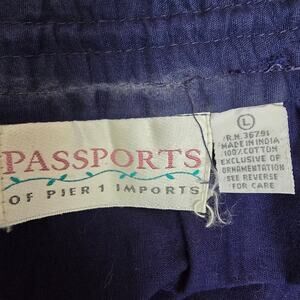 PASSPORTS
OF PIER 1 IMPORTS
L
R.N. 36791
MADE IN INDIA
100% COTTON
EXCLUSIVE OF
ORNAMENTATION
SEE REVERSE
FOR CARE